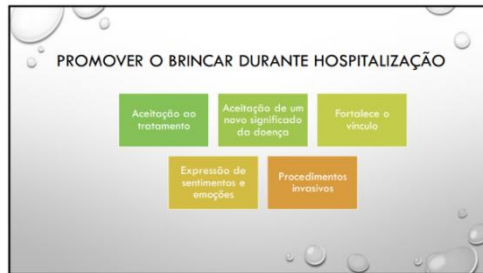 PROMOVER O BRINCAR DURANTE HOSPITALIZAÇÃO
Aceitação ao
tratamento
Aceitação de um
novo significado
da doença
Fortalece o
vínculo
Expressão de
sentimentos e
emoções
Procedimentos
invasivos